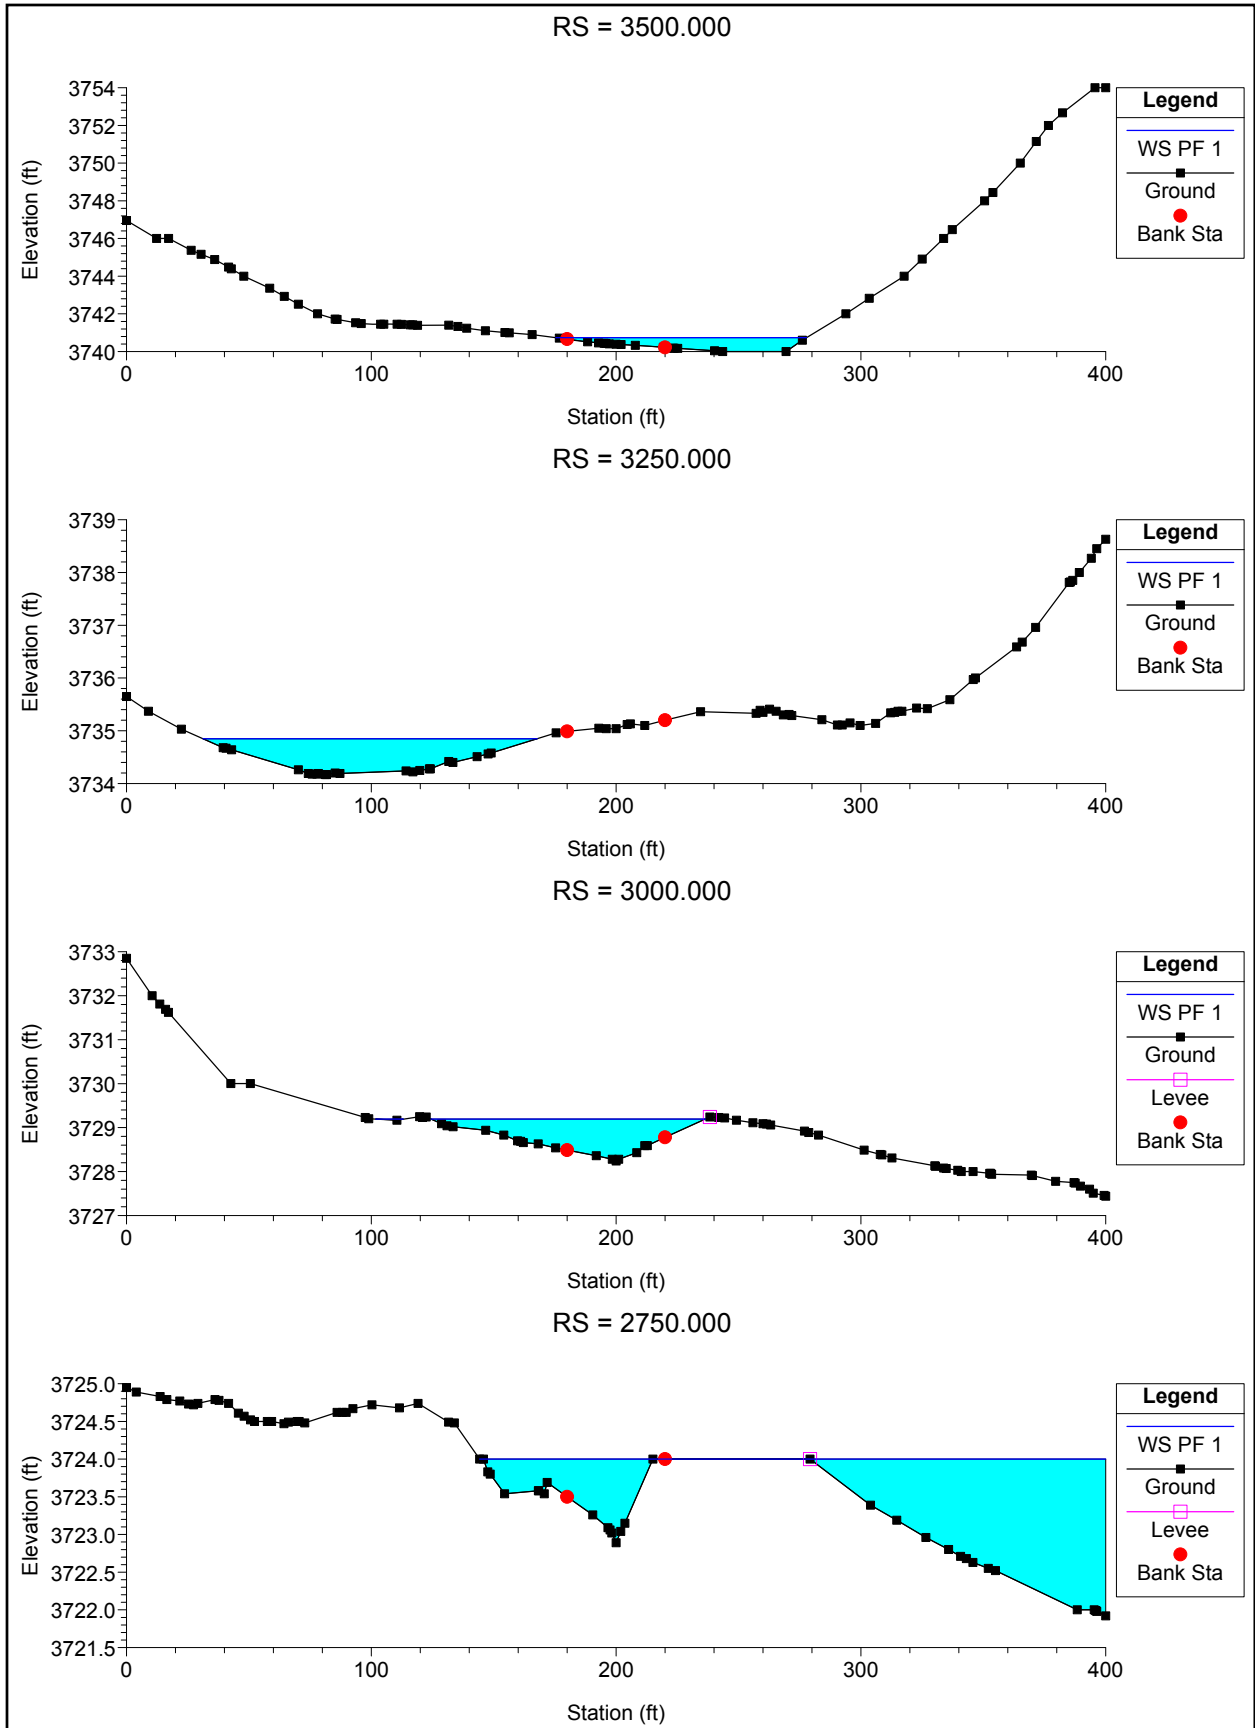 RS = 3500.000
Elevation (ft)
3754
3752
3750
3748
3746
3744
3742
3740
0 100 200 300 400
Station (ft)
Legend
WS PF 1
Ground
Bank Sta
RS = 3250.000
Elevation (ft)
3739
3738
3737
3736
3735
3734
0 100 200 300 400
Station (ft)
Legend
WS PF 1
Ground
Bank Sta
RS = 3000.000
Elevation (ft)
3733
3732
3731
3730
3729
3728
3727
0 100 200 300 400
Station (ft)
Legend
WS PF 1
Ground
Levee
Bank Sta
RS = 2750.000
Elevation (ft)
3725.0
3724.5
3724.0
3723.5
3723.0
3722.5
3722.0
3721.5
0 100 200 300 400
Station (ft)
Legend
WS PF 1
Ground
Levee
Bank Sta